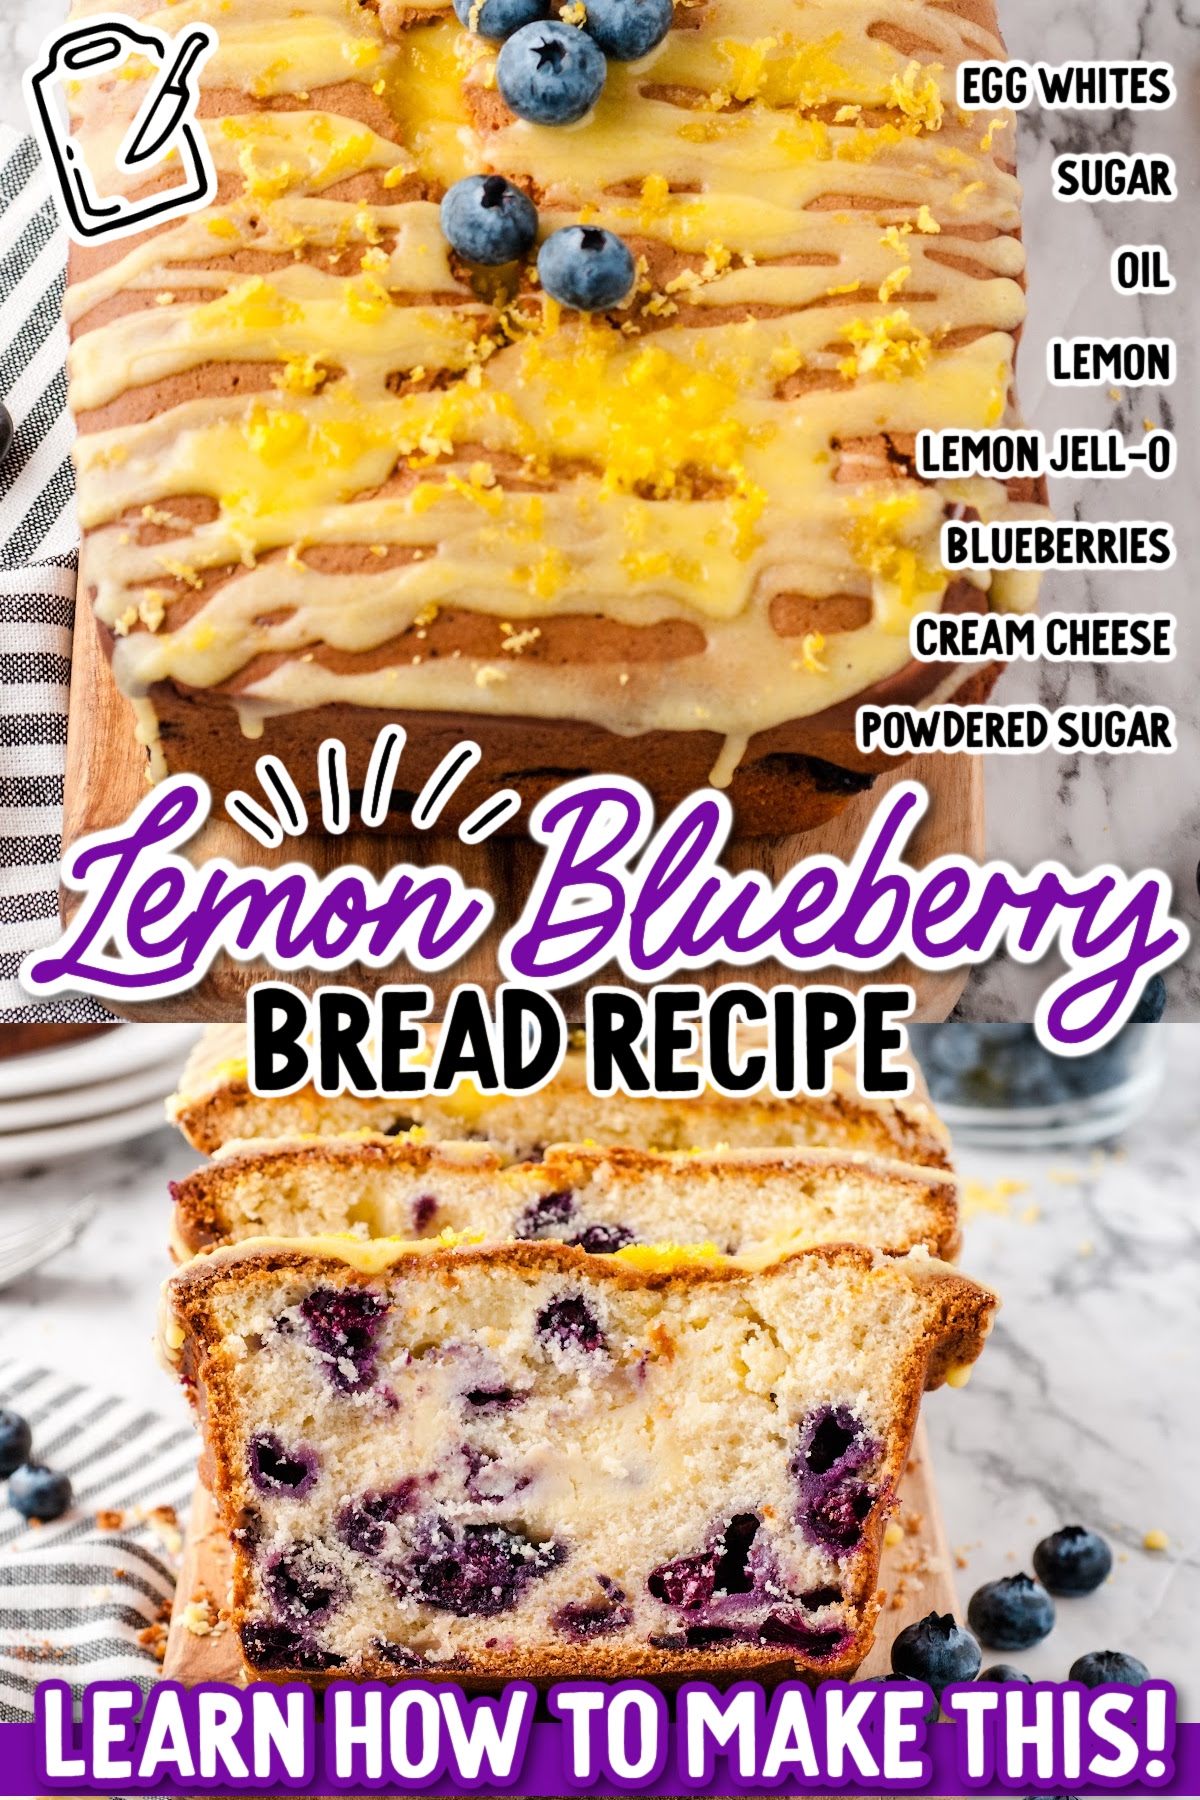 EGG WHITES
SUGAR
OIL
LEMON
LEMON JELL-O
BLUEBERRIES
CREAM CHEESE
POWDERED SUGAR
Lemon Blueberry
BREAD RECIPE
LEARN HOW TO MAKE THIS!